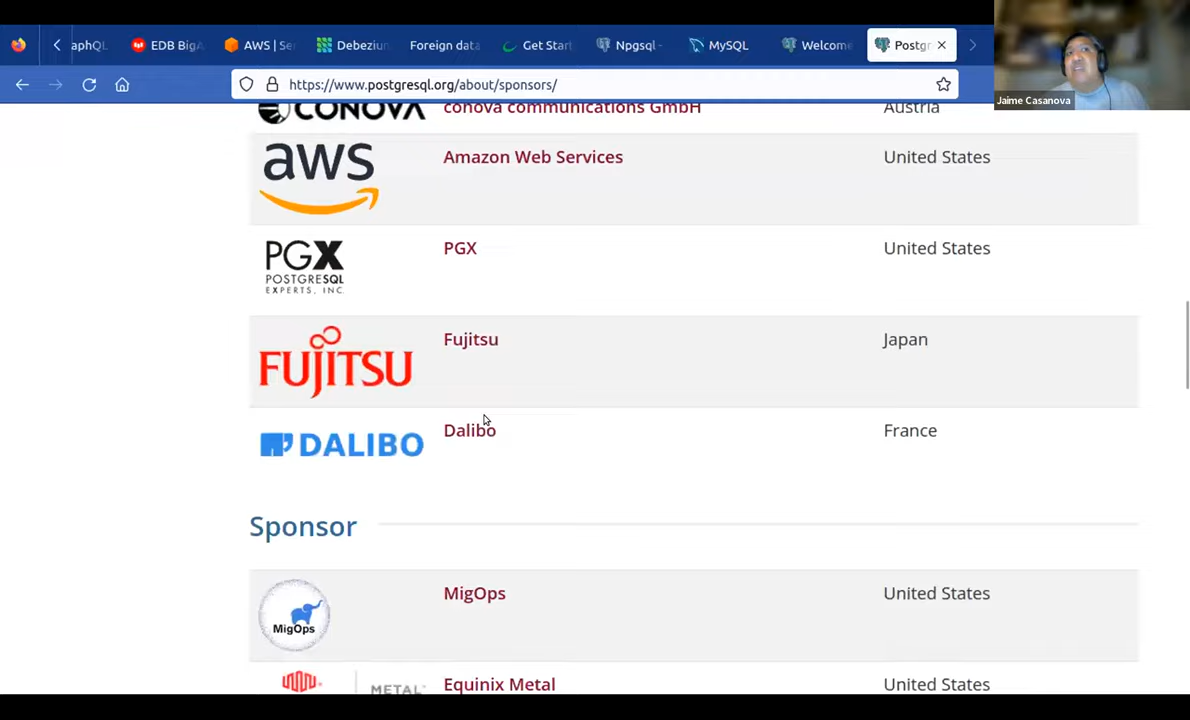 aphQL
EDB BigA
AWS | Se
Debeziu
Foreign data
Get Start
Npgsql -
MySQL
Welcome
Postgr
https://www.postgresql.org/about/sponsors/
Jaime Casanova
CONOVA
conova communications GmbH
Austria
aws
Amazon Web Services
United States
PGX
POSTGRESQL
EXPERTS, INC.
PGX
United States
FUJITSU
Fujitsu
Japan
DALIBO
Dalibo
France
Sponsor
MigOps
MigOps
United States
METAL
Equinix Metal
United States